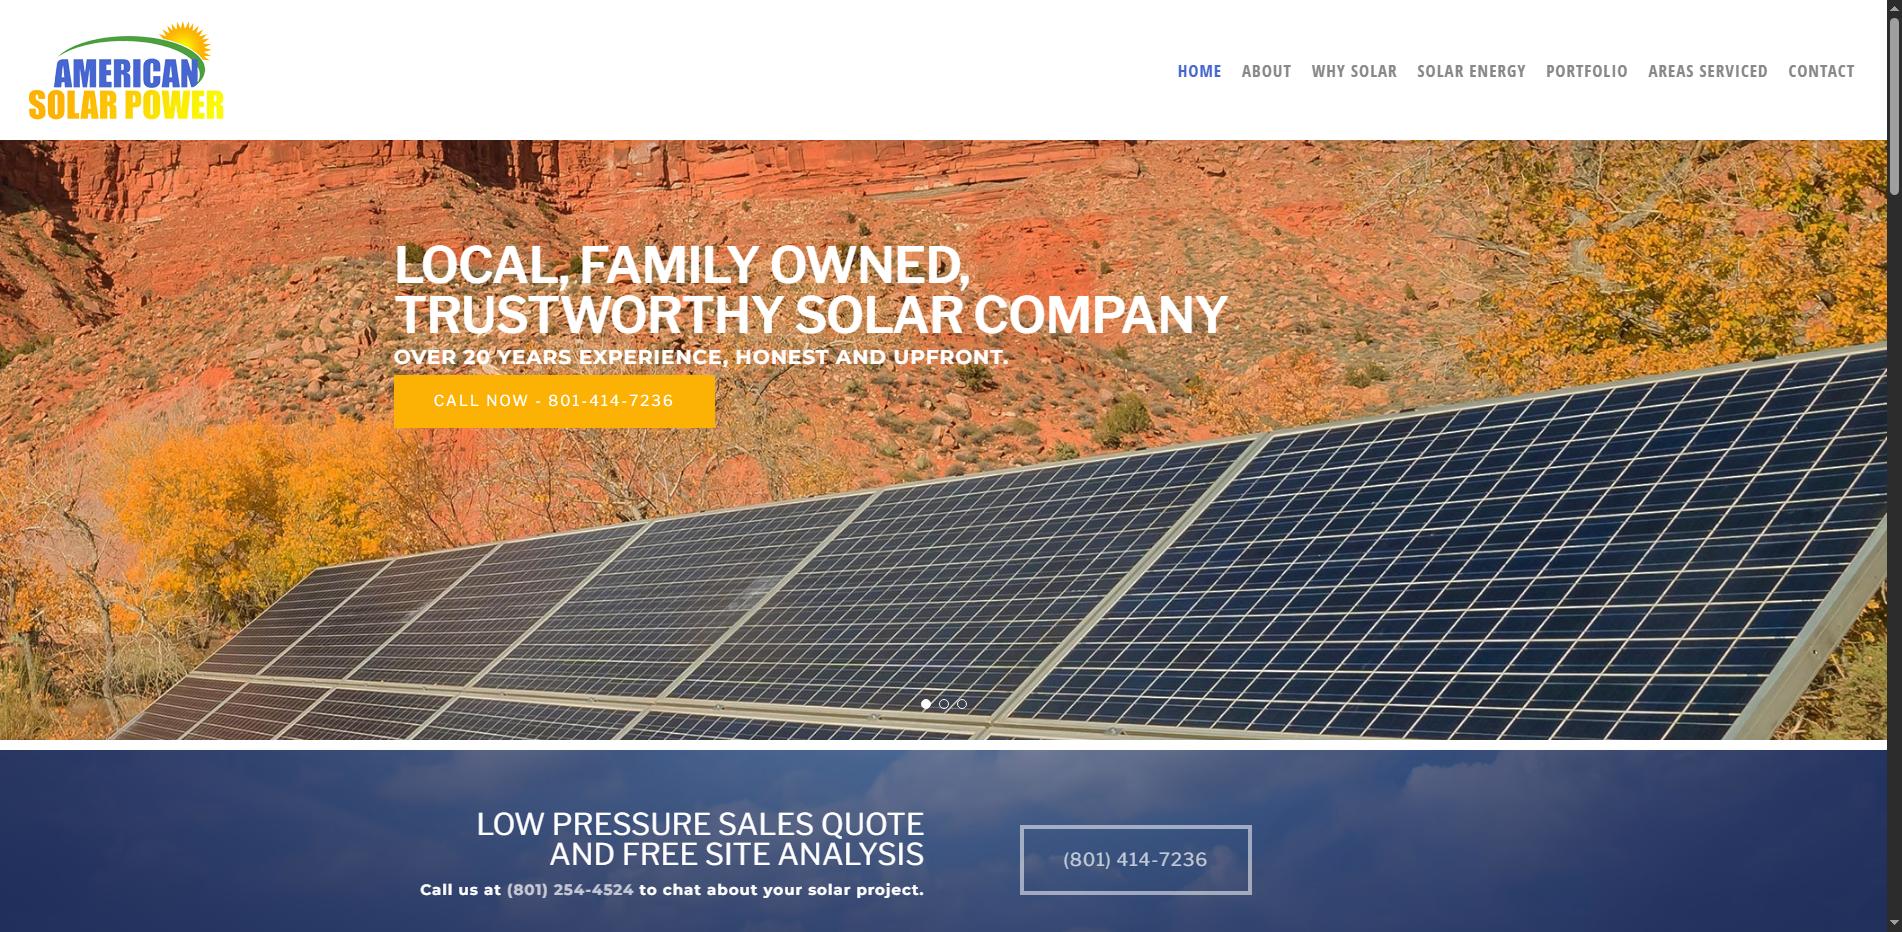 AMERICAN
SOLAR POWER
HOME ABOUT WHY SOLAR SOLAR ENERGY PORTFOLIO AREAS SERVICED CONTACT
LOCAL, FAMILY OWNED,
TRUSTWORTHY SOLAR COMPANY
OVER 20 YEARS EXPERIENCE, HONEST AND UPFRONT.
CALL NOW - 801-414-7236
LOW PRESSURE SALES QUOTE
AND FREE SITE ANALYSIS
Call us at (801) 254-4524 to chat about your solar project.
(801) 414-7236